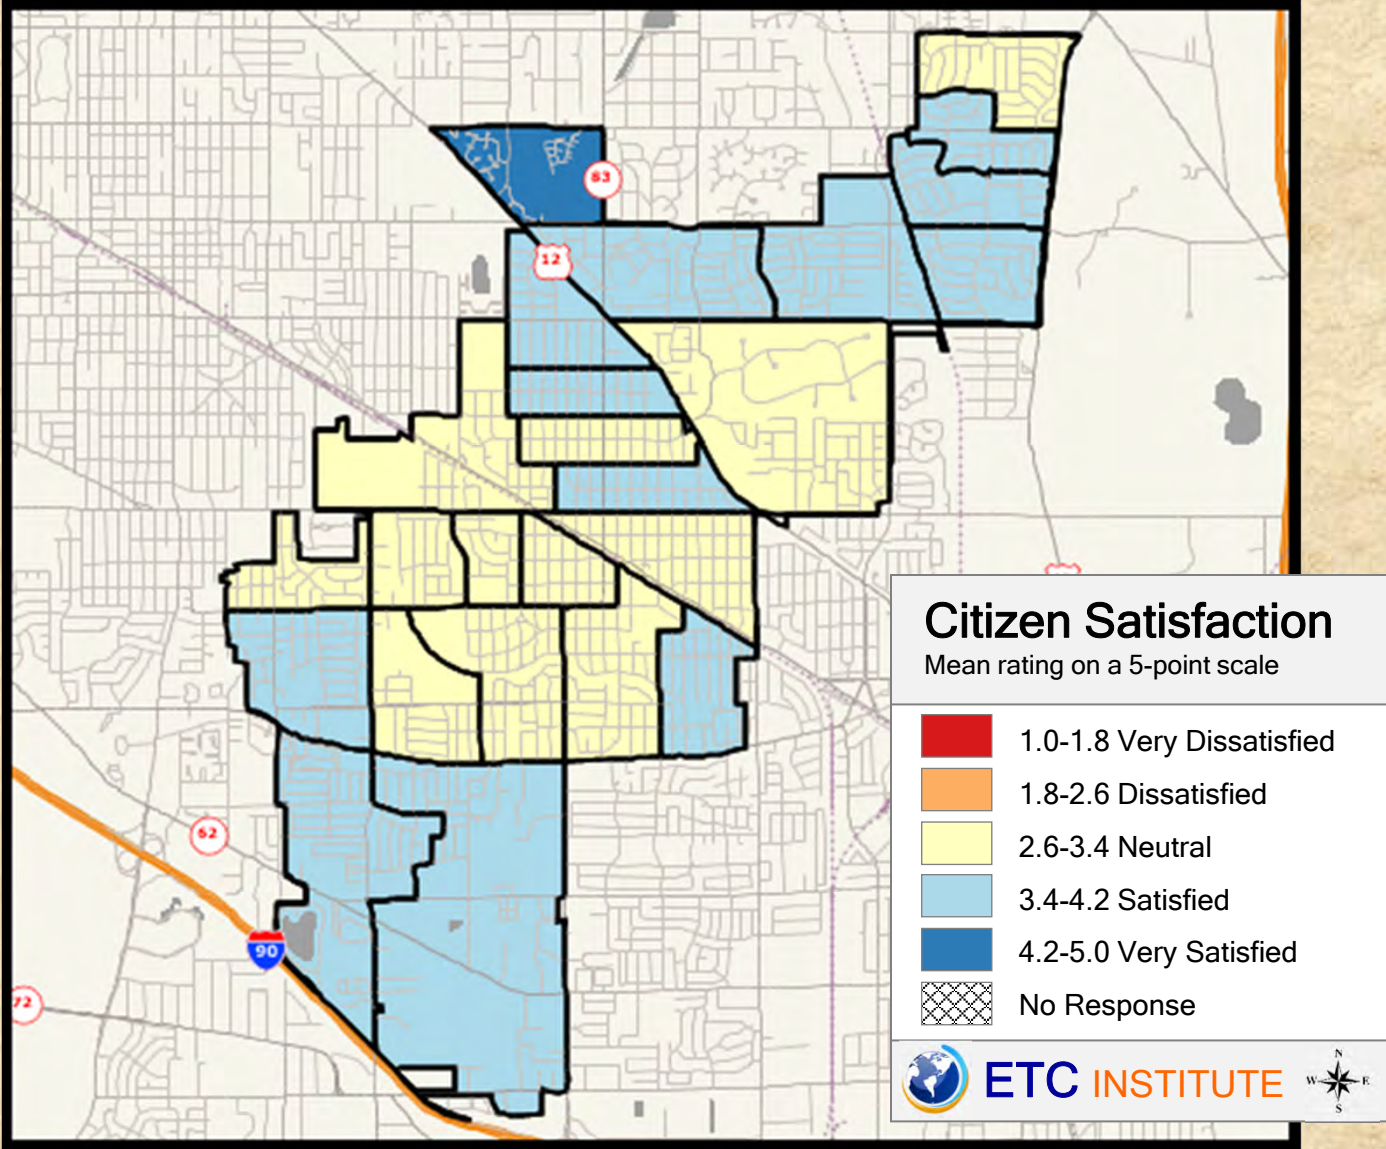 83
12
62
90
72
Citizen Satisfaction
Mean rating on a 5-point scale
1.0-1.8 Very Dissatisfied
1.8-2.6 Dissatisfied
2.6-3.4 Neutral
3.4-4.2 Satisfied
4.2-5.0 Very Satisfied
No Response
ETC INSTITUTE
N
W E
S